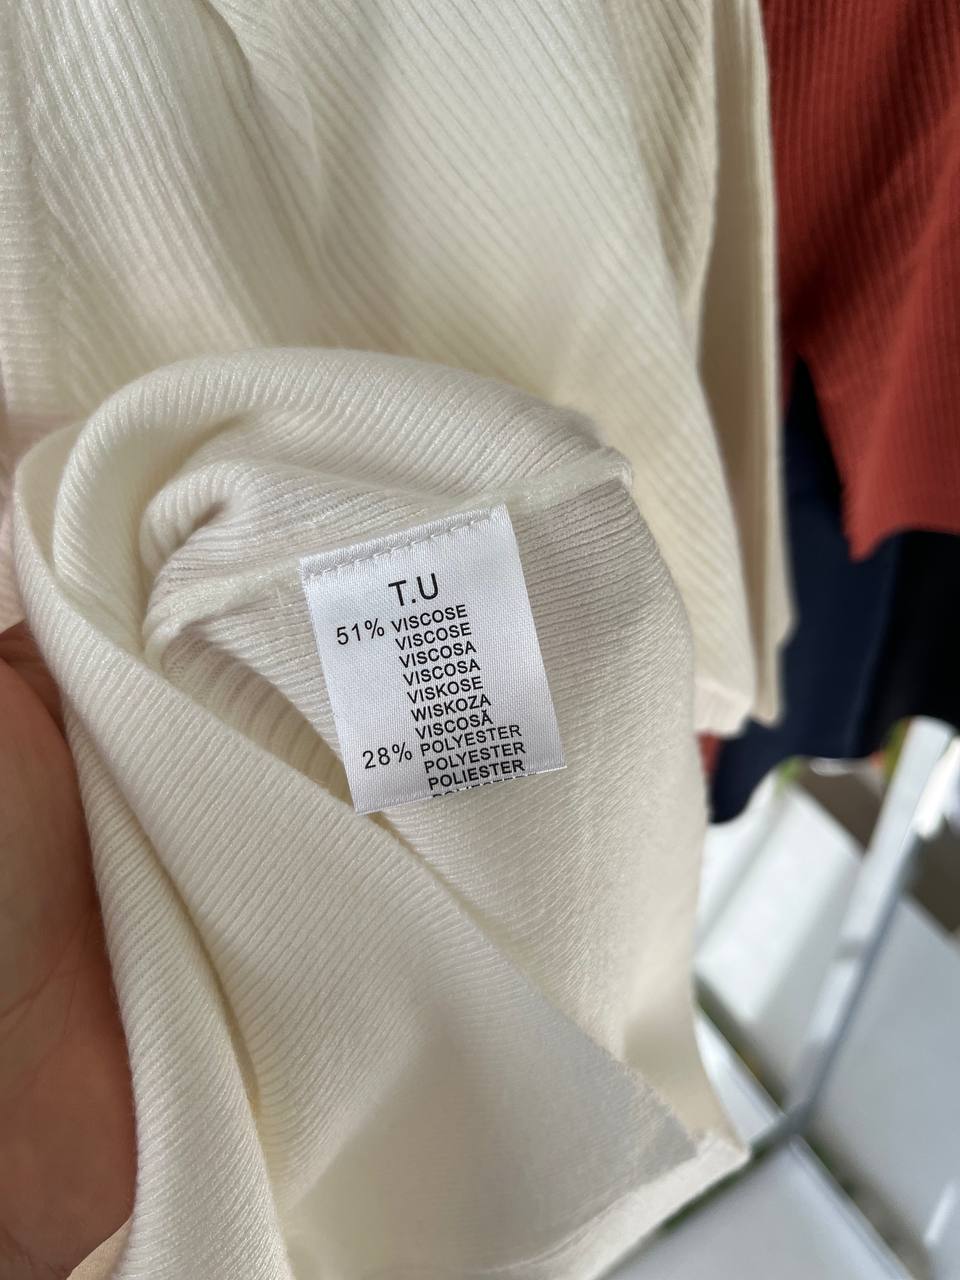 T.U
51% VISCOSE
VISCOSE
VISCOSA
VISCOSA
VISKOSE
WISKOZA
VISCOSĂ
28% POLYESTER
POLYESTER
POLIESTER